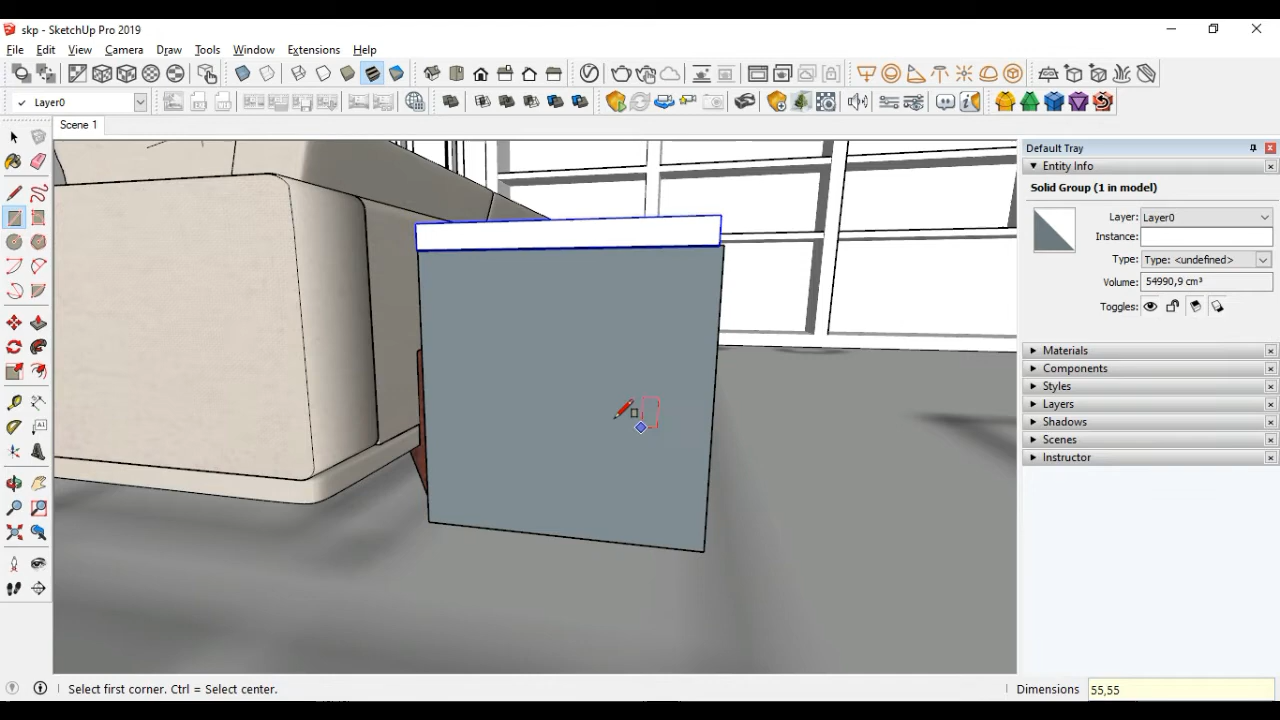 skp - SketchUp Pro 2019
File Edit View Camera Draw Tools Window Extensions Help
Layer0
Scene 1
Default Tray
Entity Info
Solid Group (1 in model)
Layer: Layer0
Instance:
Type: Type: <undefined>
Volume: 54990,9 cm³
Toggles:
Materials
Components
Styles
Layers
Shadows
Scenes
Instructor
Select first corner. Ctrl = Select center.
Dimensions 55,55